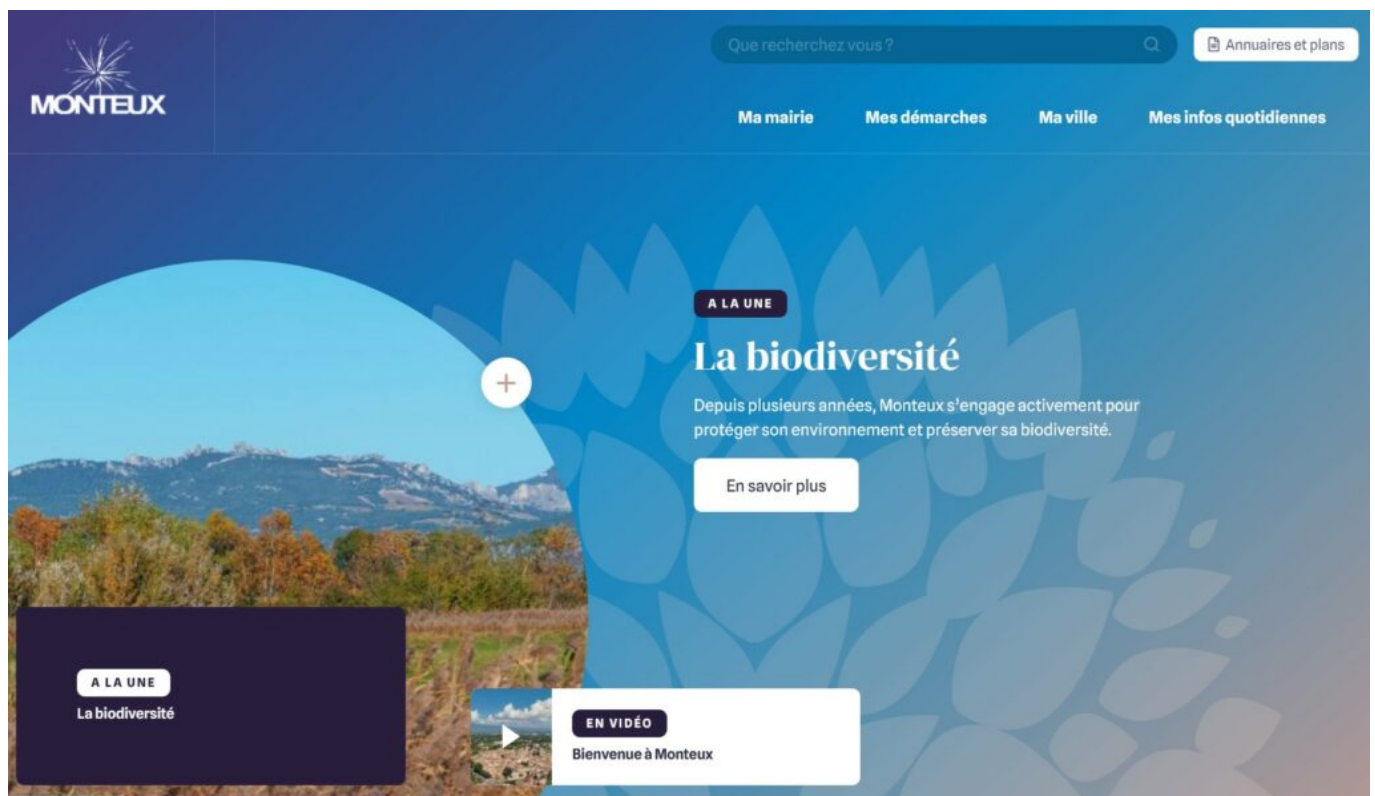 MONTEUX
Que recherchez vous ?
Annuaires et plans
Ma mairie
Mes démarches
Ma ville
Mes infos quotidiennes
A LA UNE
La biodiversité
Depuis plusieurs années, Monteux s'engage activement pour
protéger son environnement et préserver sa biodiversité.
En savoir plus
A LA UNE
La biodiversité
EN VIDÉO
Bienvenue à Monteux